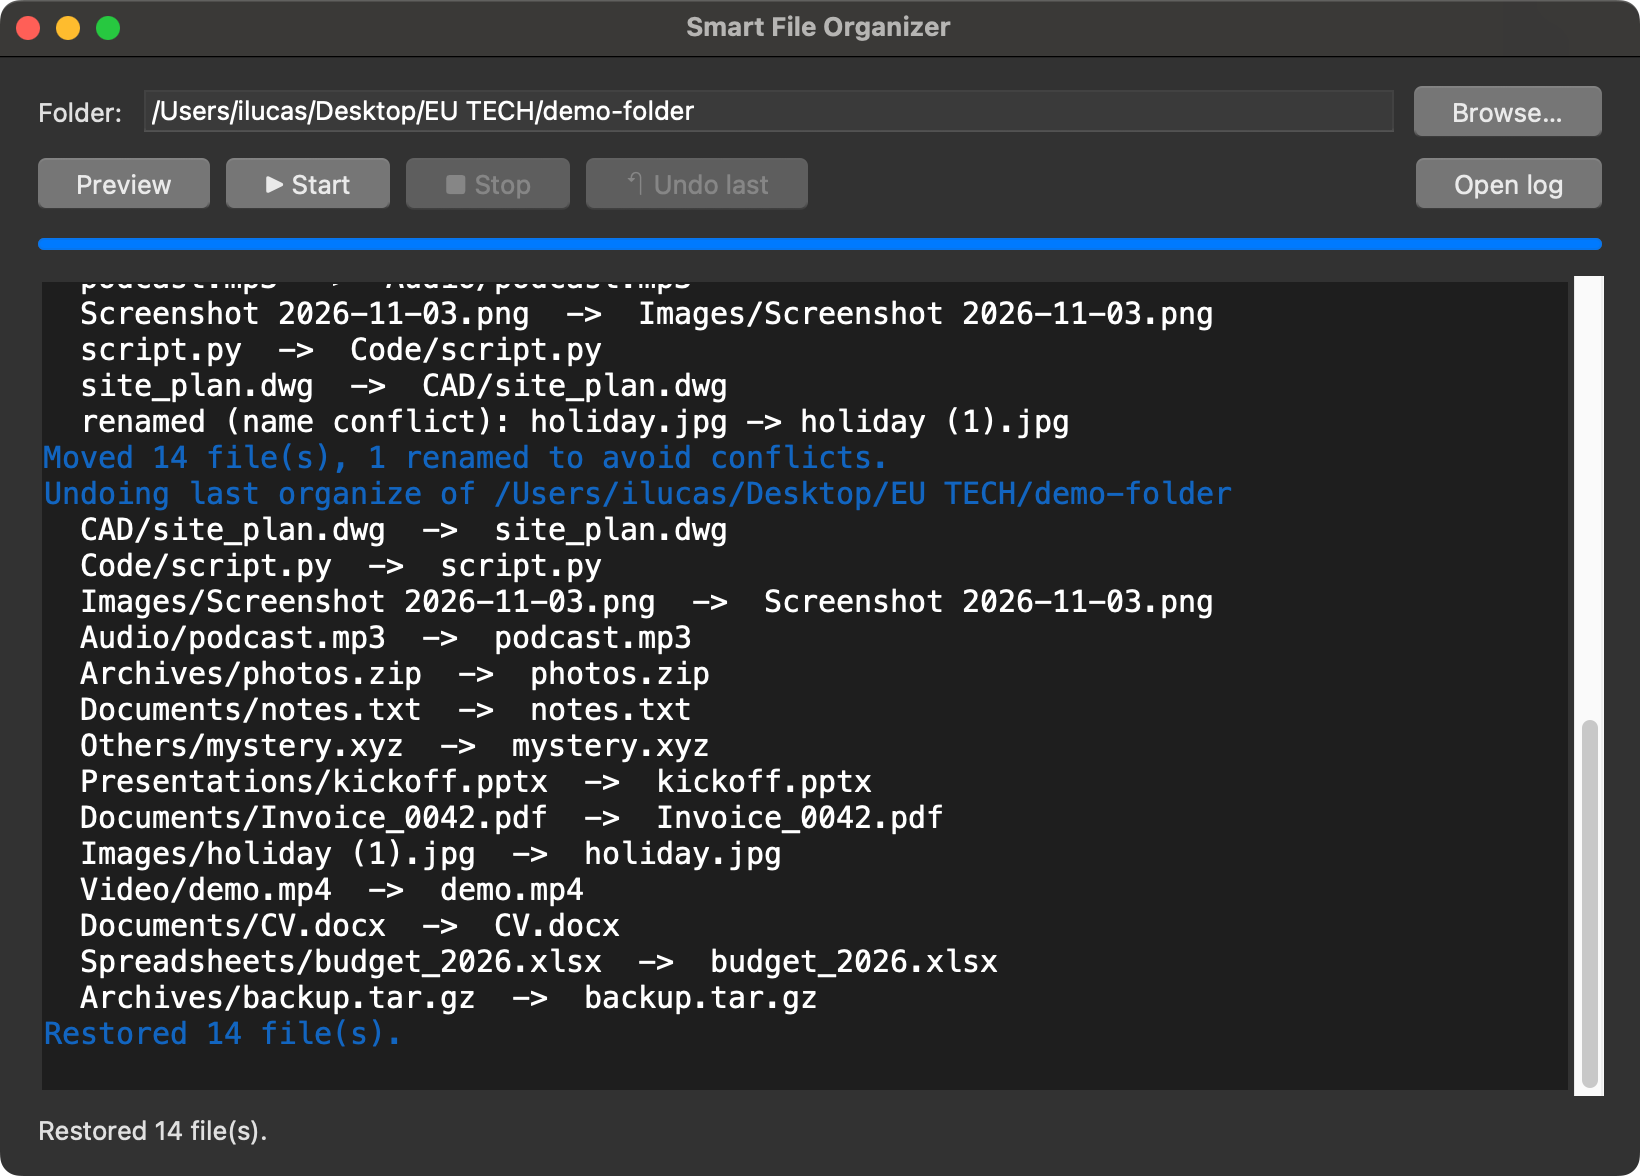 Smart File Organizer
Folder: /Users/ilucas/Desktop/EU TECH/demo-folder Browse...
Preview ▶ Start ■ Stop ↶ Undo last Open log
podcast.mp3  ->  Audio/podcast.mp3
Screenshot 2026-11-03.png  ->  Images/Screenshot 2026-11-03.png
script.py  ->  Code/script.py
site_plan.dwg  ->  CAD/site_plan.dwg
renamed (name conflict): holiday.jpg -> holiday (1).jpg
Moved 14 file(s), 1 renamed to avoid conflicts.
Undoing last organize of /Users/ilucas/Desktop/EU TECH/demo-folder
CAD/site_plan.dwg  ->  site_plan.dwg
Code/script.py  ->  script.py
Images/Screenshot 2026-11-03.png  ->  Screenshot 2026-11-03.png
Audio/podcast.mp3  ->  podcast.mp3
Archives/photos.zip  ->  photos.zip
Documents/notes.txt  ->  notes.txt
Others/mystery.xyz  ->  mystery.xyz
Presentations/kickoff.pptx  ->  kickoff.pptx
Documents/Invoice_0042.pdf  ->  Invoice_0042.pdf
Images/holiday (1).jpg  ->  holiday.jpg
Video/demo.mp4  ->  demo.mp4
Documents/CV.docx  ->  CV.docx
Spreadsheets/budget_2026.xlsx  ->  budget_2026.xlsx
Archives/backup.tar.gz  ->  backup.tar.gz
Restored 14 file(s).
Restored 14 file(s).